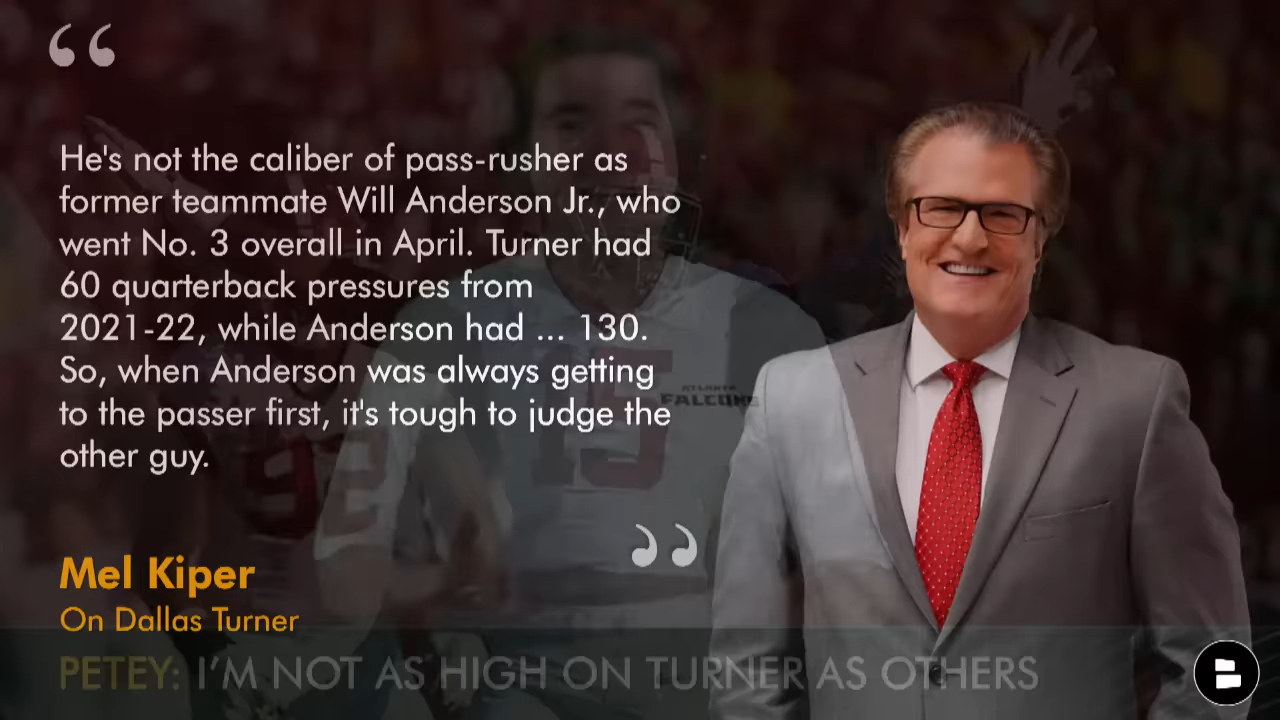 He's not the caliber of pass-rusher as
former teammate Will Anderson Jr., who
went No. 3 overall in April. Turner had
60 quarterback pressures from
2021-22, while Anderson had ... 130.
So, when Anderson was always getting
to the passer first, it's tough to judge the
other guy.
ATLANTA
FALCONS
15
Mel Kiper
On Dallas Turner
PETEY: I'M NOT AS HIGH ON TURNER AS OTHERS